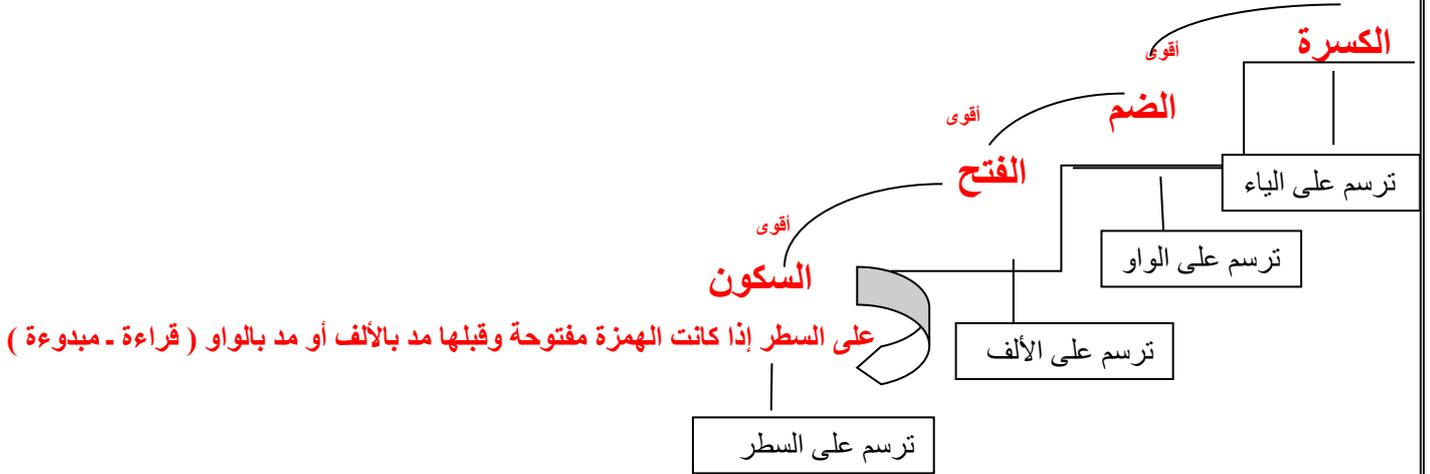 الكسرة
أقوى
الضم
أقوى
الفتح
ترسم على الياء
أقوى
ترسم على الواو
السكون
على السطر إذا كانت الهمزة مفتوحة وقبلها مد بالألف أو مد بالواو ( قراءة - مبدوءة )
ترسم على الألف
ترسم على السطر